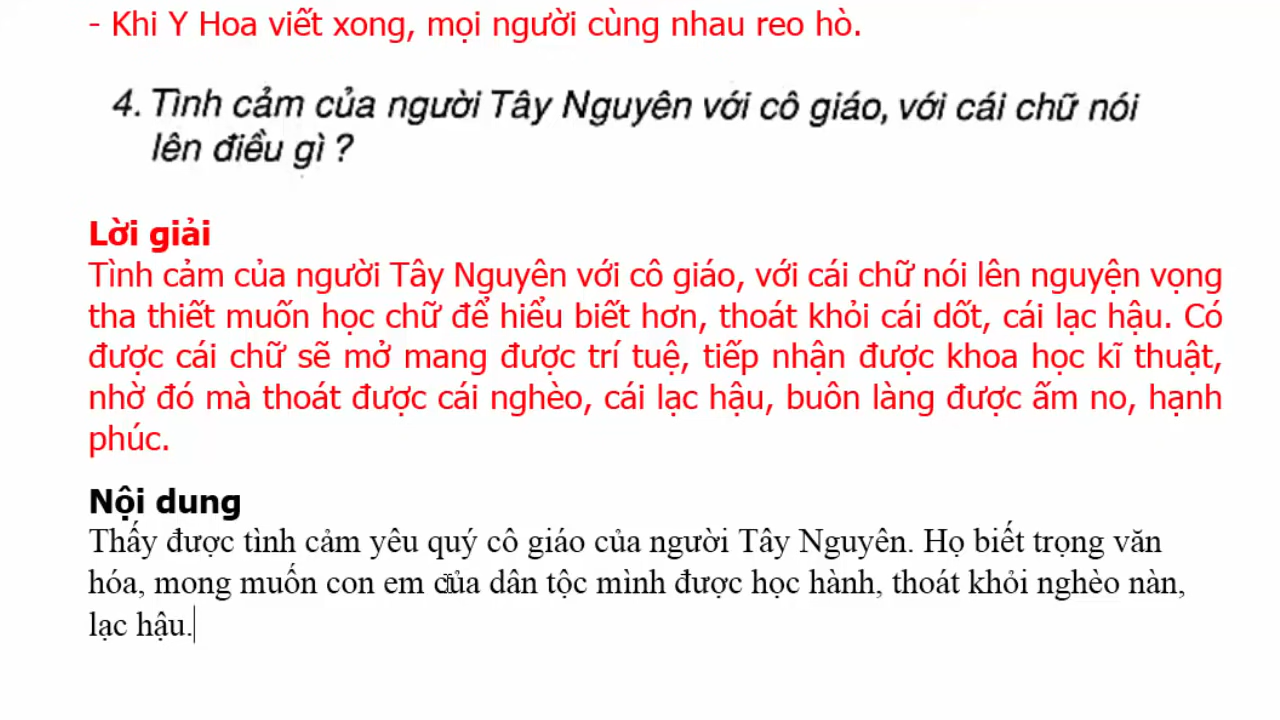 - Khi Y Hoa viết xong, mọi người cùng nhau reo hò.
4. Tình cảm của người Tây Nguyên với cô giáo, với cái chữ nói
lên điều gì ?
Lời giải
Tình cảm của người Tây Nguyên với cô giáo, với cái chữ nói lên nguyện vọng
tha thiết muốn học chữ để hiểu biết hơn, thoát khỏi cái dốt, cái lạc hậu. Có
được cái chữ sẽ mở mang được trí tuệ, tiếp nhận được khoa học kĩ thuật,
nhờ đó mà thoát được cái nghèo, cái lạc hậu, buôn làng được ấm no, hạnh
phúc.
Nội dung
Thấy được tình cảm yêu quý cô giáo của người Tây Nguyên. Họ biết trọng văn
hóa, mong muốn con em của dân tộc mình được học hành, thoát khỏi nghèo nàn,
lạc hậu.